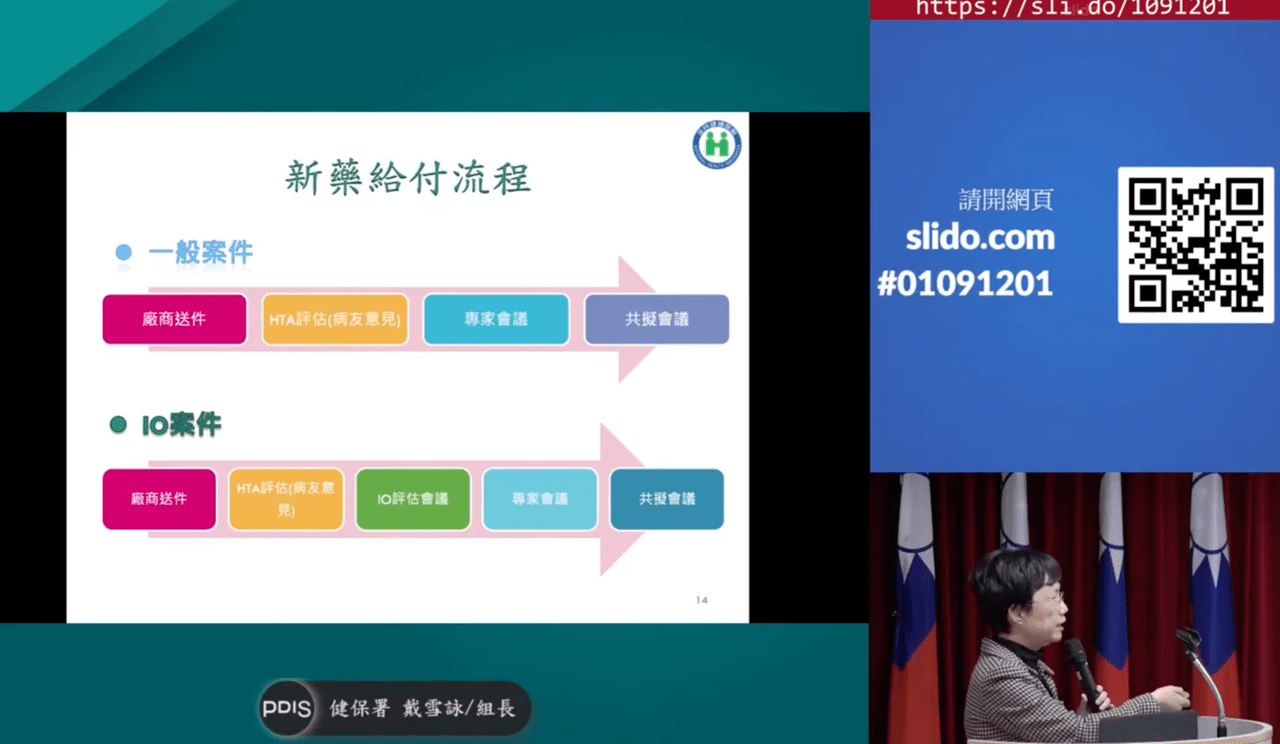 https://sli.do/1091201
新藥給付流程
一般案件
廠商送件
HTA評估(病友意見)
專家會議
共擬會議
IO案件
廠商送件
HTA評估(病友意
見)
IO評估會議
專家會議
共擬會議
14
請開網頁
slido.com
#01091201
PDIS 健保署 戴雪詠/組長